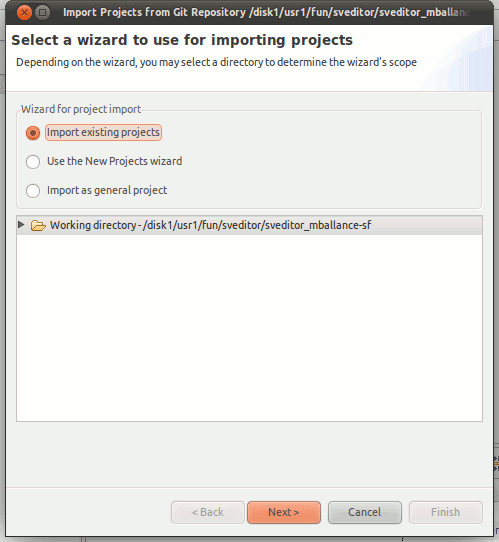 Import Projects from Git Repository /disk1/usr1/fun/sveditor/sveditor_mballanc
Select a wizard to use for importing projects
Depending on the wizard, you may select a directory to determine the wizard's scope
Wizard for project import
Import existing projects
Use the New Projects wizard
Import as general project
Working directory - /disk1/usr1/fun/sveditor/sveditor_mballance-sf
< Back Next > Cancel Finish